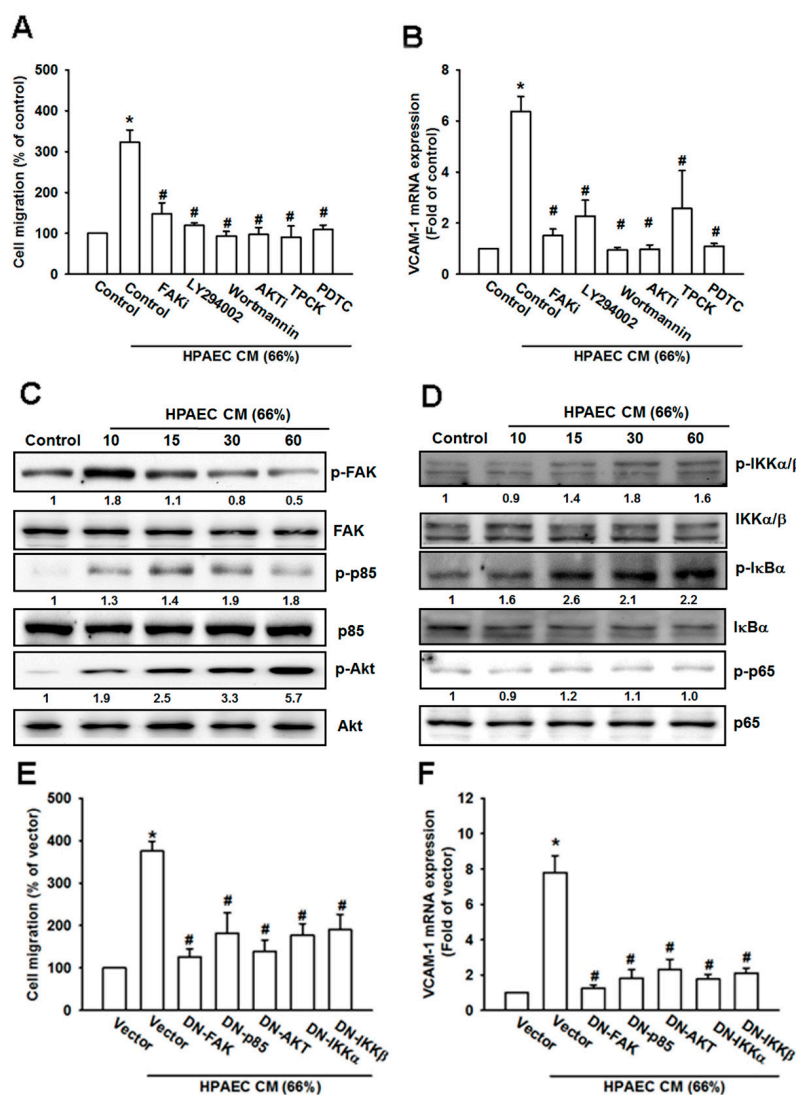 A
Cell migration (% of control)
500
400
300
200
100
0
*
#
#
#
#
#
#
Control
Control
FAKi
LY294002
Wortmannin
AKTi
TPCK
PDTC
HPAEC CM (66%)
B
VCAM-1 mRNA expression
(Fold of control)
8
6
4
2
0
*
#
#
#
#
#
#
Control
Control
FAKi
LY294002
Wortmannin
AKTi
TPCK
PDTC
HPAEC CM (66%)
C
HPAEC CM (66%)
Control 10 15 30 60
p-FAK
1 1.8 1.1 0.8 0.5
FAK
p-p85
1 1.3 1.4 1.9 1.8
p85
p-Akt
1 1.9 2.5 3.3 5.7
Akt
D
HPAEC CM (66%)
Control 10 15 30 60
p-IKKα/β
1 0.9 1.4 1.8 1.6
IKKα/β
p-IκBα
1 1.6 2.6 2.1 2.2
IκBα
p-p65
1 0.9 1.2 1.1 1.0
p65
E
Cell migration (% of vector)
500
400
300
200
100
0
*
#
#
#
#
#
Vector
Vector
DN-FAK
DN-p85
DN-AKT
DN-IKKα
DN-IKKβ
HPAEC CM (66%)
F
VCAM-1 mRNA expression
(Fold of vector)
12
10
8
6
4
2
0
*
#
#
#
#
#
Vector
Vector
DN-FAK
DN-p85
DN-AKT
DN-IKKα
DN-IKKβ
HPAEC CM (66%)